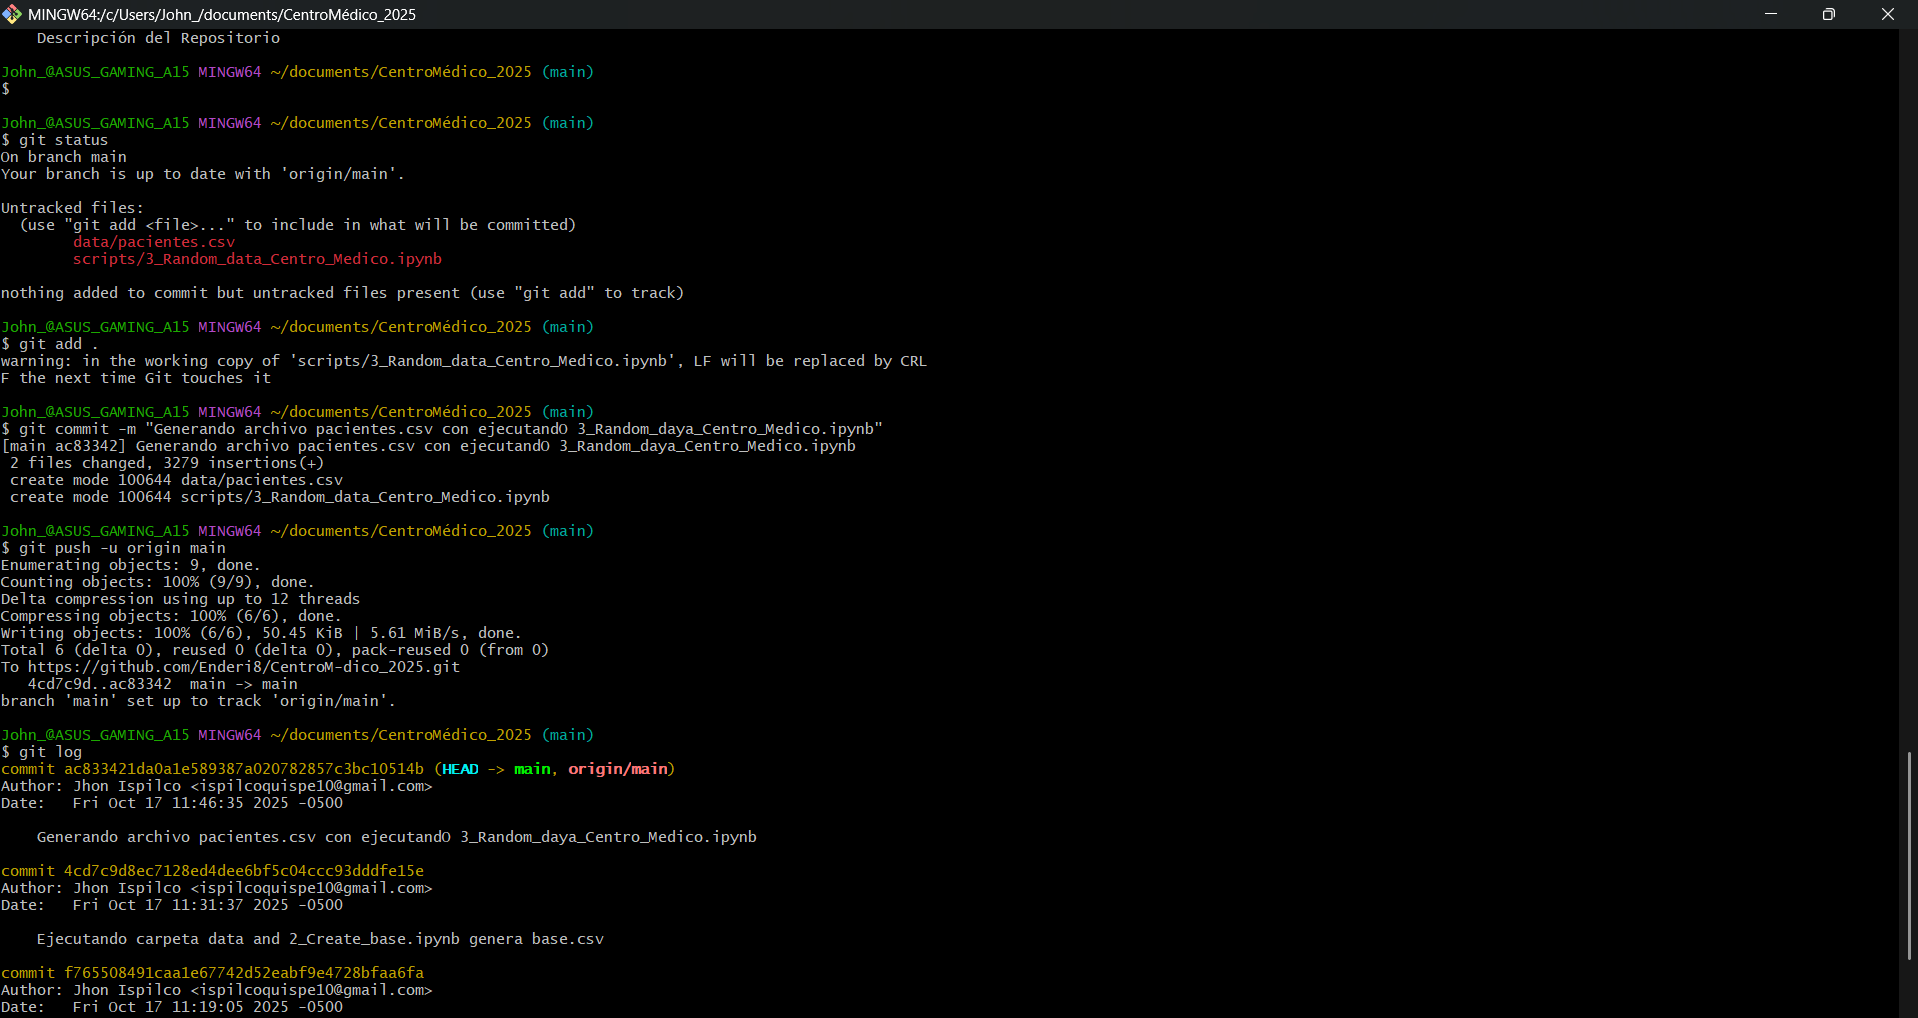 MINGW64:/c/Users/John_/documents/CentroMédico_2025
    Descripción del Repositorio
John_@ASUS_GAMING_A15 MINGW64 ~/documents/CentroMédico_2025 (main)
$
John_@ASUS_GAMING_A15 MINGW64 ~/documents/CentroMédico_2025 (main)
$ git status
On branch main
Your branch is up to date with 'origin/main'.
Untracked files:
  (use "git add <file>..." to include in what will be committed)
        data/pacientes.csv
        scripts/3_Random_data_Centro_Medico.ipynb
nothing added to commit but untracked files present (use "git add" to track)
John_@ASUS_GAMING_A15 MINGW64 ~/documents/CentroMédico_2025 (main)
$ git add .
warning: in the working copy of 'scripts/3_Random_data_Centro_Medico.ipynb', LF will be replaced by CRL
F the next time Git touches it
John_@ASUS_GAMING_A15 MINGW64 ~/documents/CentroMédico_2025 (main)
$ git commit -m "Generando archivo pacientes.csv con ejecutandO 3_Random_daya_Centro_Medico.ipynb"
[main ac83342] Generando archivo pacientes.csv con ejecutandO 3_Random_daya_Centro_Medico.ipynb
 2 files changed, 3279 insertions(+)
 create mode 100644 data/pacientes.csv
 create mode 100644 scripts/3_Random_data_Centro_Medico.ipynb
John_@ASUS_GAMING_A15 MINGW64 ~/documents/CentroMédico_2025 (main)
$ git push -u origin main
Enumerating objects: 9, done.
Counting objects: 100% (9/9), done.
Delta compression using up to 12 threads
Compressing objects: 100% (6/6), done.
Writing objects: 100% (6/6), 50.45 KiB | 5.61 MiB/s, done.
Total 6 (delta 0), reused 0 (delta 0), pack-reused 0 (from 0)
To https://github.com/Enderi8/CentroM-dico_2025.git
   4cd7c9d..ac83342  main -> main
branch 'main' set up to track 'origin/main'.
John_@ASUS_GAMING_A15 MINGW64 ~/documents/CentroMédico_2025 (main)
$ git log
commit ac833421da0a1e589387a020782857c3bc10514b (HEAD -> main, origin/main)
Author: Jhon Ispilco <ispilcoquispe10@gmail.com>
Date:   Fri Oct 17 11:46:35 2025 -0500
    Generando archivo pacientes.csv con ejecutandO 3_Random_daya_Centro_Medico.ipynb
commit 4cd7c9d8ec7128ed4dee6bf5c04ccc93dddfe15e
Author: Jhon Ispilco <ispilcoquispe10@gmail.com>
Date:   Fri Oct 17 11:31:37 2025 -0500
    Ejecutando carpeta data and 2_Create_base.ipynb genera base.csv
commit f765508491caa1e67742d52eabf9e4728bfaa6fa
Author: Jhon Ispilco <ispilcoquispe10@gmail.com>
Date:   Fri Oct 17 11:19:05 2025 -0500